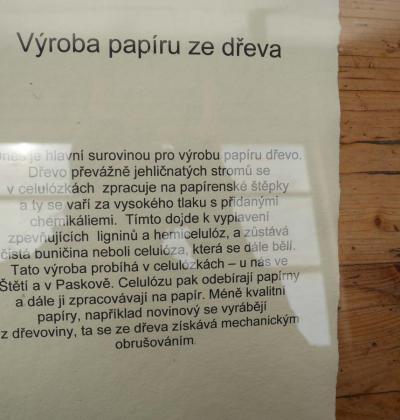 Výroba papíru ze dřeva
Dnes je hlavní surovinou pro výrobu papíru dřevo.
Dřevo převážně jehličnatých stromů se
v celulózkách zpracuje na papírenské štěpky
a ty se vaří za vysokého tlaku s přidanými
chemikáliemi. Tímto dojde k vyplavení
zpevňujících ligninů a hemicelulóz, a zůstává
čistá buničina neboli celulóza, která se dále bělí.
Tato výroba probíhá v celulózkách – u nás ve
Štětí a v Paskově. Celulózu pak odebírají papírny
a dále ji zpracovávají na papír. Méně kvalitní
papíry, například novinový se vyrábějí
z dřevoviny, ta se ze dřeva získává mechanickým
obrušováním